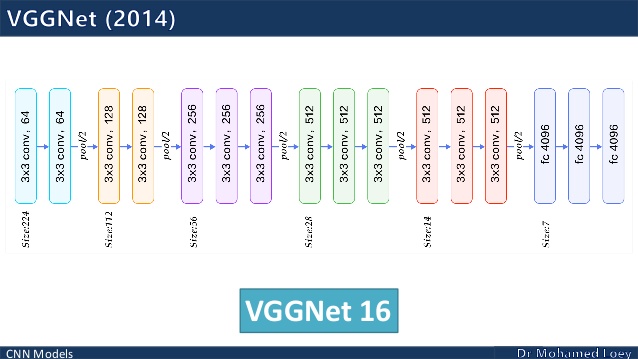 VGGNet (2014)
3x3 conv, 64
3x3 conv, 64
pool/2
3x3 conv, 128
3x3 conv, 128
pool/2
3x3 conv, 256
3x3 conv, 256
3x3 conv, 256
pool/2
3x3 conv, 512
3x3 conv, 512
3x3 conv, 512
pool/2
3x3 conv, 512
3x3 conv, 512
3x3 conv, 512
pool/2
fc 4096
fc 4096
fc 4096
Size:224
Size:112
Size:56
Size:28
Size:14
Size:7
VGGNet 16
CNN Models
Dr Mohamed Loey